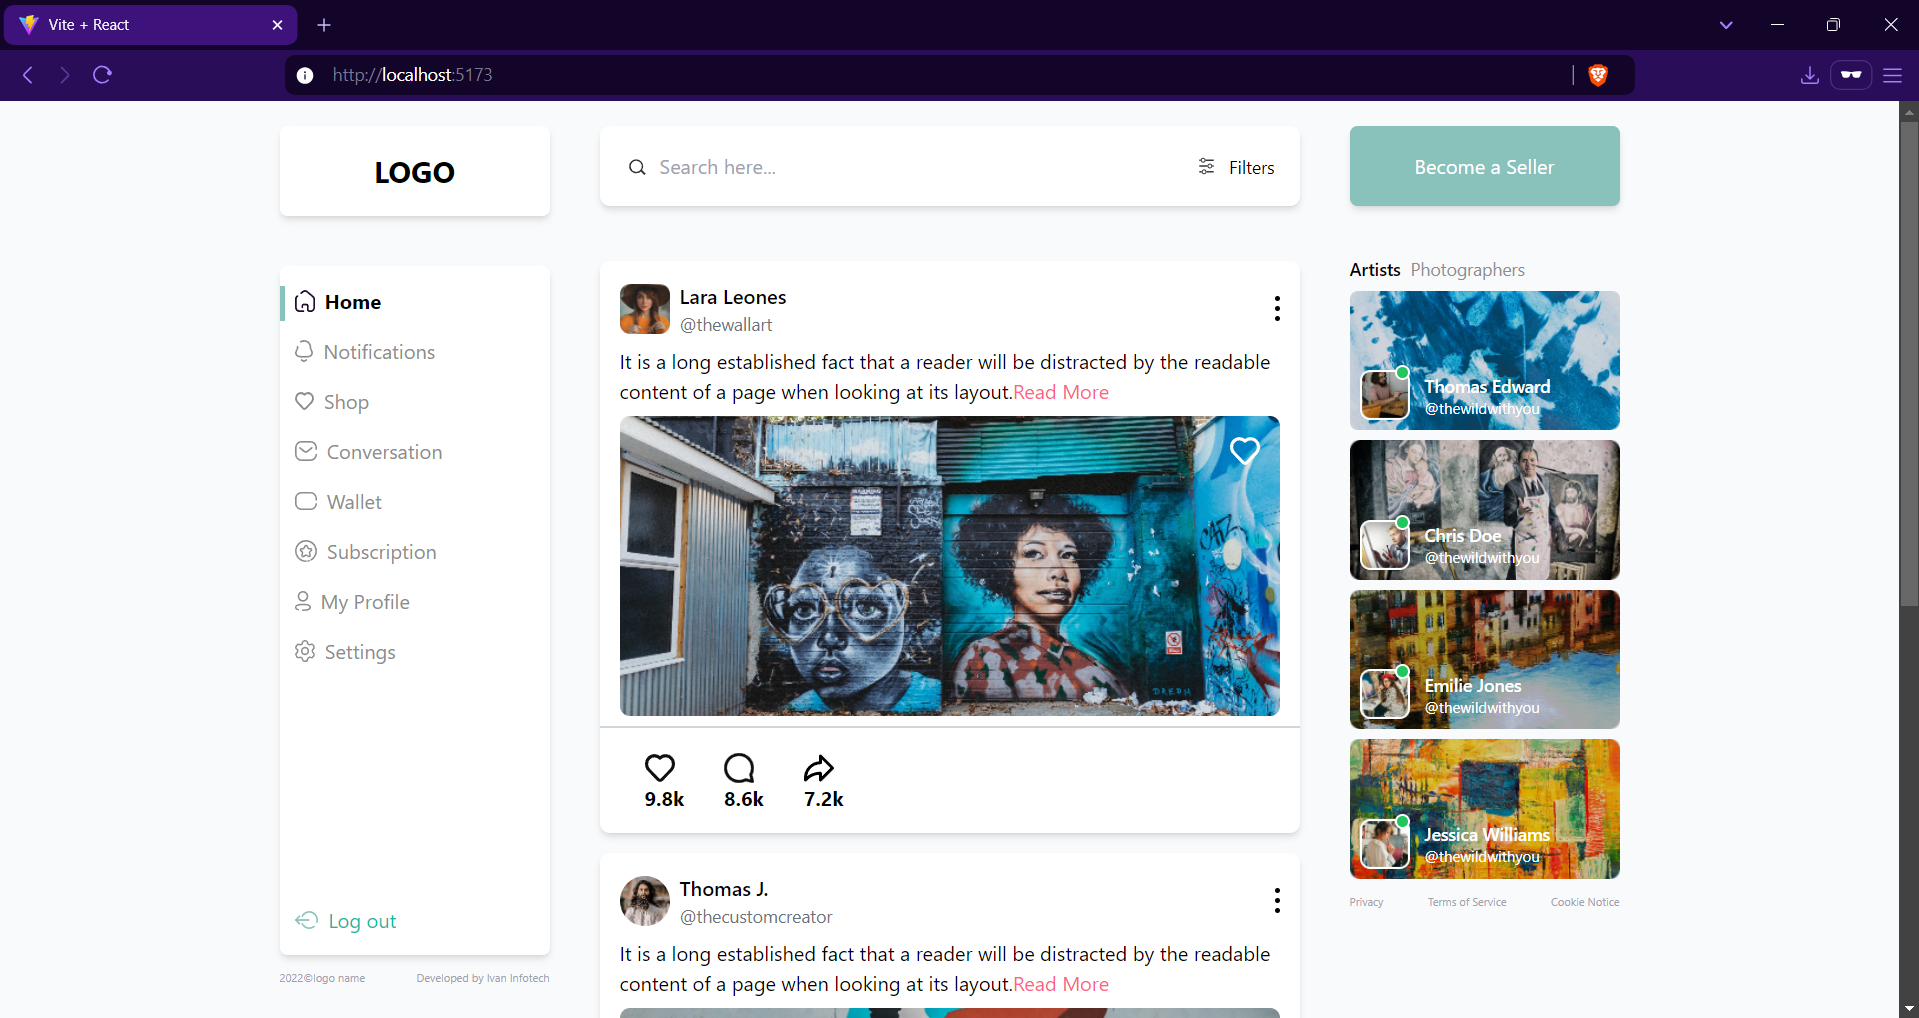 Vite + React
http://localhost:5173
LOGO
Search here...
Filters
Become a Seller
Home
Notifications
Shop
Conversation
Wallet
Subscription
My Profile
Settings
Log out
2022©logo name
Developed by Ivan Infotech
Lara Leones
@thewallart
It is a long established fact that a reader will be distracted by the readable
content of a page when looking at its layout.Read More
DREPH
9.8k
8.6k
7.2k
Thomas J.
@thecustomcreator
It is a long established fact that a reader will be distracted by the readable
content of a page when looking at its layout.Read More
Artists Photographers
Thomas Edward
@thewildwithyou
Chris Doe
@thewildwithyou
Emilie Jones
@thewildwithyou
Jessica Williams
@thewildwithyou
Privacy
Terms of Service
Cookie Notice